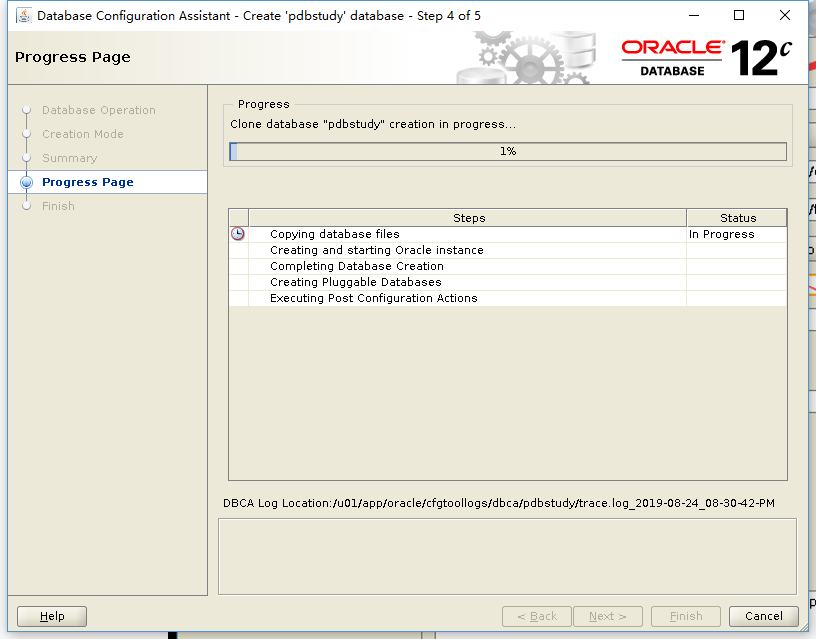 Database Configuration Assistant - Create 'pdbstudy' database - Step 4 of 5
Progress Page
ORACLE
DATABASE
12c
Database Operation
Creation Mode
Summary
Progress Page
Finish
Progress
Clone database "pdbstudy" creation in progress...
1%
Steps Status
Copying database files In Progress
Creating and starting Oracle instance
Completing Database Creation
Creating Pluggable Databases
Executing Post Configuration Actions
DBCA Log Location:/u01/app/oracle/cfgtoollogs/dbca/pdbstudy/trace.log_2019-08-24_08-30-42-PM
Help < Back Next > Finish Cancel